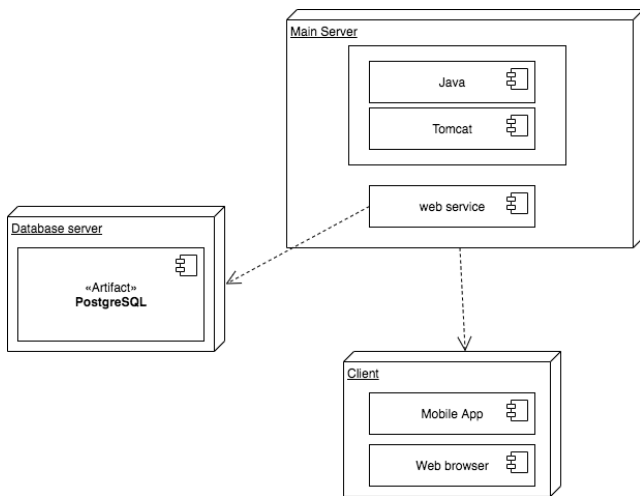 Main Server
Java
Tomcat
web service
Database server
«Artifact»
PostgreSQL
Client
Mobile App
Web browser